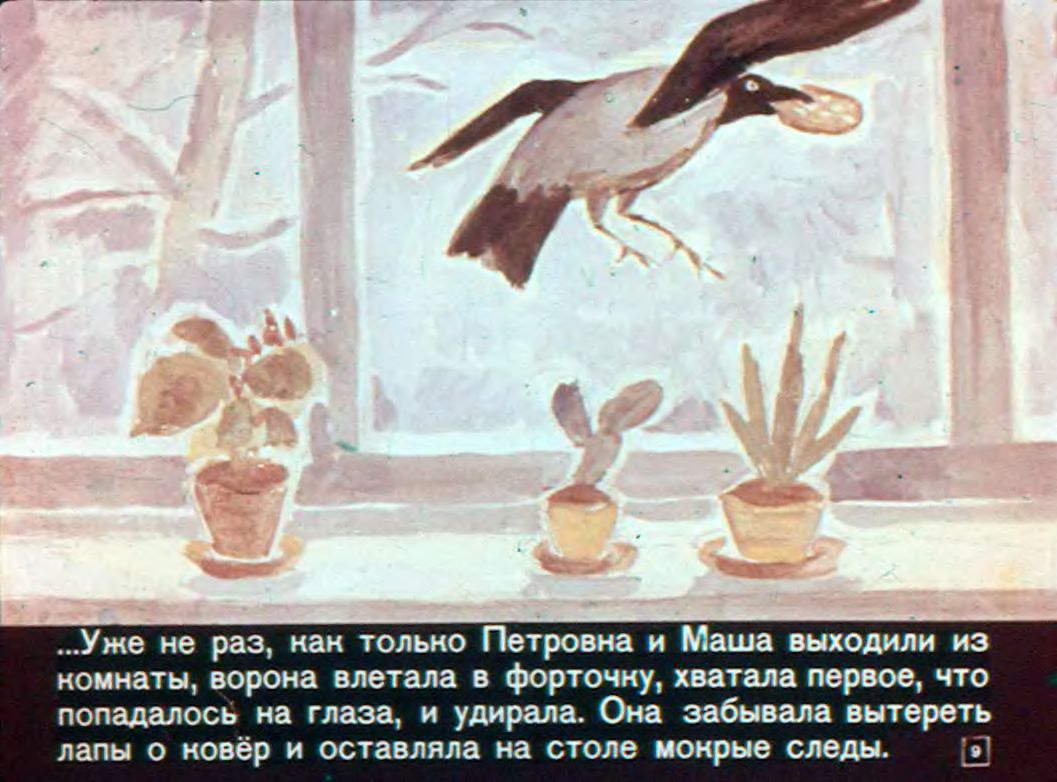 ...Уже не раз, как только Петровна и Маша выходили из
комнаты, ворона влетала в форточку, хватала первое, что
попадалось на глаза, и удирала. Она забывала вытереть
лапы о ковёр и оставляла на столе мокрые следы.
9